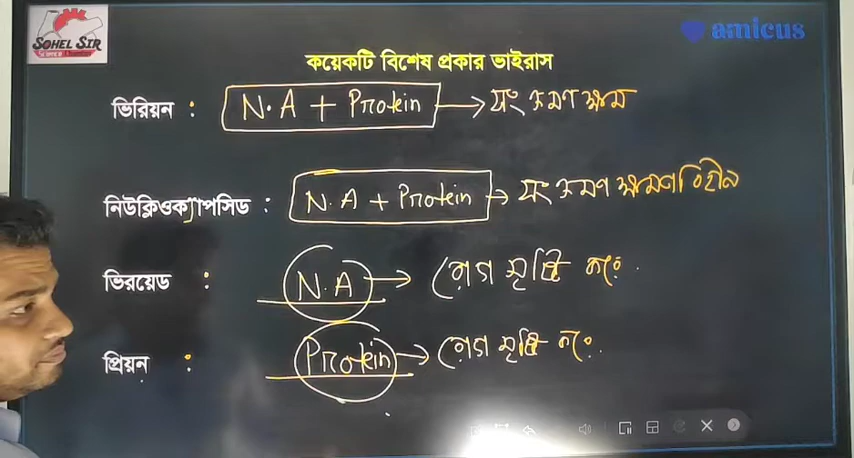 SOHEL SIR
amicus
কয়েকটি বিশেষ প্রকার ভাইরাস
ভিরিয়ন : N.A + Protein → সংক্রমণ ক্ষম
নিউক্লিওক্যাপসিড : N.A + Protein → সংক্রমণ ক্ষমতা বিহীন
ভিরয়েড : N.A → রোগ সৃষ্টি করে.
প্রিয়ন : Protein → রোগ সৃষ্টি করে.